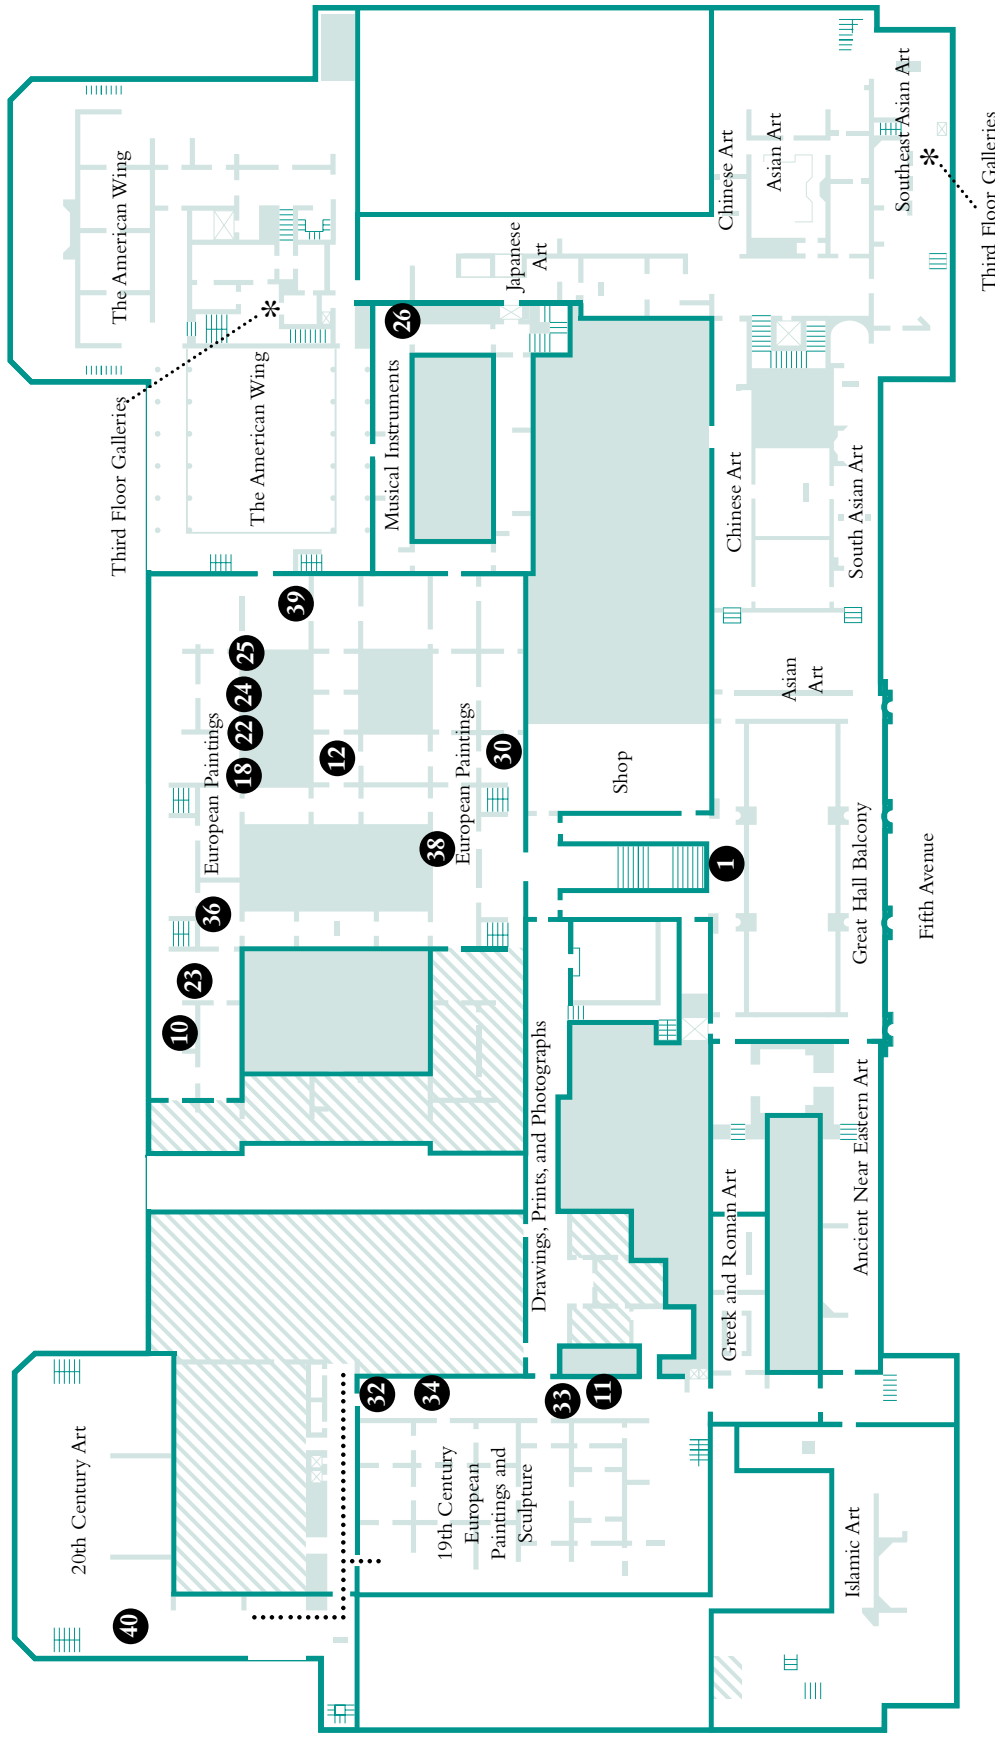 20th Century Art
Third Floor Galleries
The American Wing
40
10
23
36
European Paintings
18
22
24
25
The American Wing
*
39
12
32
Musical Instruments
26
34
38
19th Century
European
Paintings and
Sculpture
European Paintings
30
Japanese
Art
Drawings, Prints, and Photographs
33
11
Shop
1
Chinese Art
Greek and Roman Art
Chinese Art
Asian Art
Asian
Art
Islamic Art
South Asian Art
Great Hall Balcony
Ancient Near Eastern Art
Southeast Asian Art
*
Fifth Avenue
Third Floor Galleries